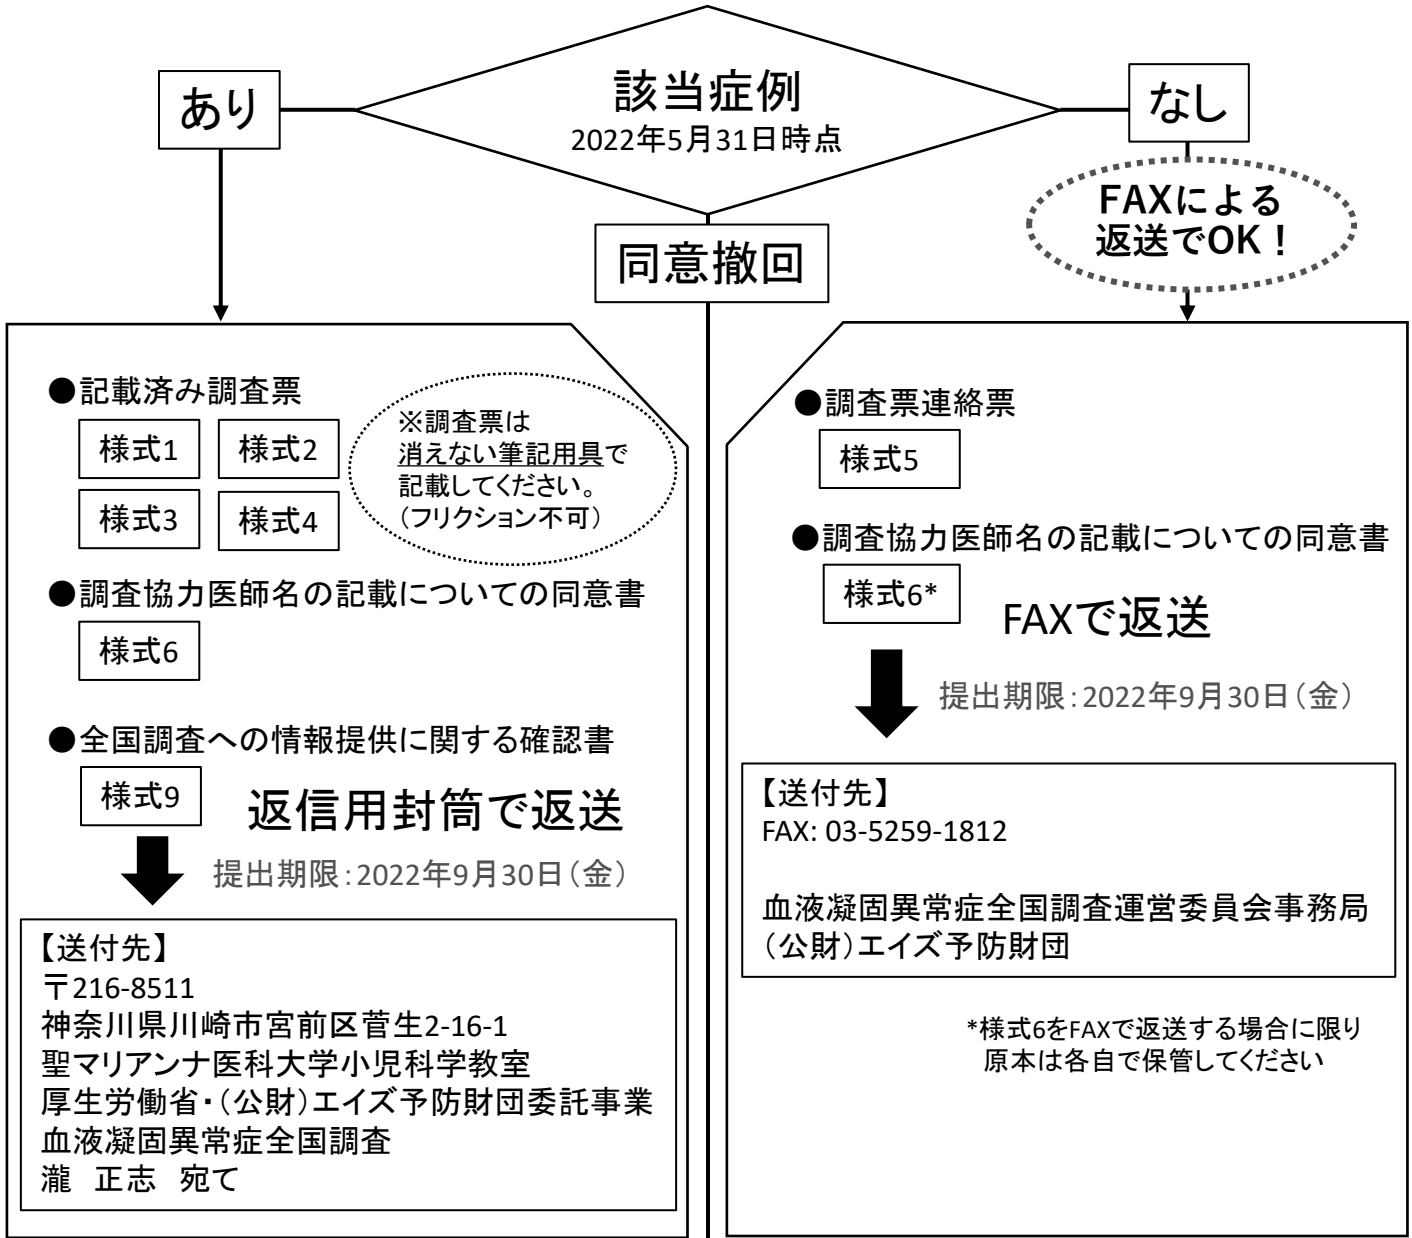 該当症例
2022年5月31日時点
あり
なし
同意撤回
FAXによる
返送でOK！
●記載済み調査票
様式1
様式2
様式3
様式4
※調査票は
消えない筆記用具で
記載してください。
（フリクション不可）
●調査協力医師名の記載についての同意書
様式6
●全国調査への情報提供に関する確認書
様式9
返信用封筒で返送
提出期限：2022年9月30日（金）
【送付先】
〒216-8511
神奈川県川崎市宮前区菅生2-16-1
聖マリアンナ医科大学小児科学教室
厚生労働省・（公財）エイズ予防財団委託事業
血液凝固異常症全国調査
瀧　正志　宛て
●調査票連絡票
様式5
●調査協力医師名の記載についての同意書
様式6*
FAXで返送
提出期限：2022年9月30日（金）
【送付先】
FAX: 03-5259-1812
血液凝固異常症全国調査運営委員会事務局
（公財）エイズ予防財団
*様式6をFAXで返送する場合に限り
原本は各自で保管してください